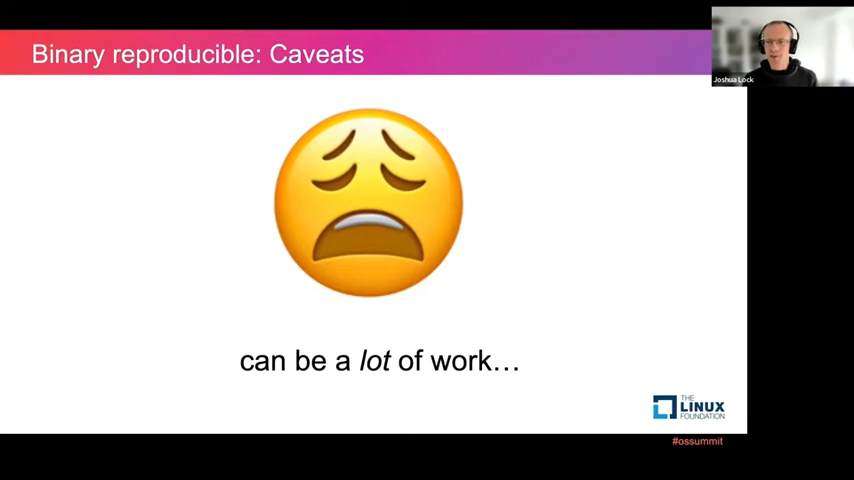 Binary reproducible: Caveats
Joshua Lock
can be a lot of work…
THE
LINUX
FOUNDATION
#ossummit